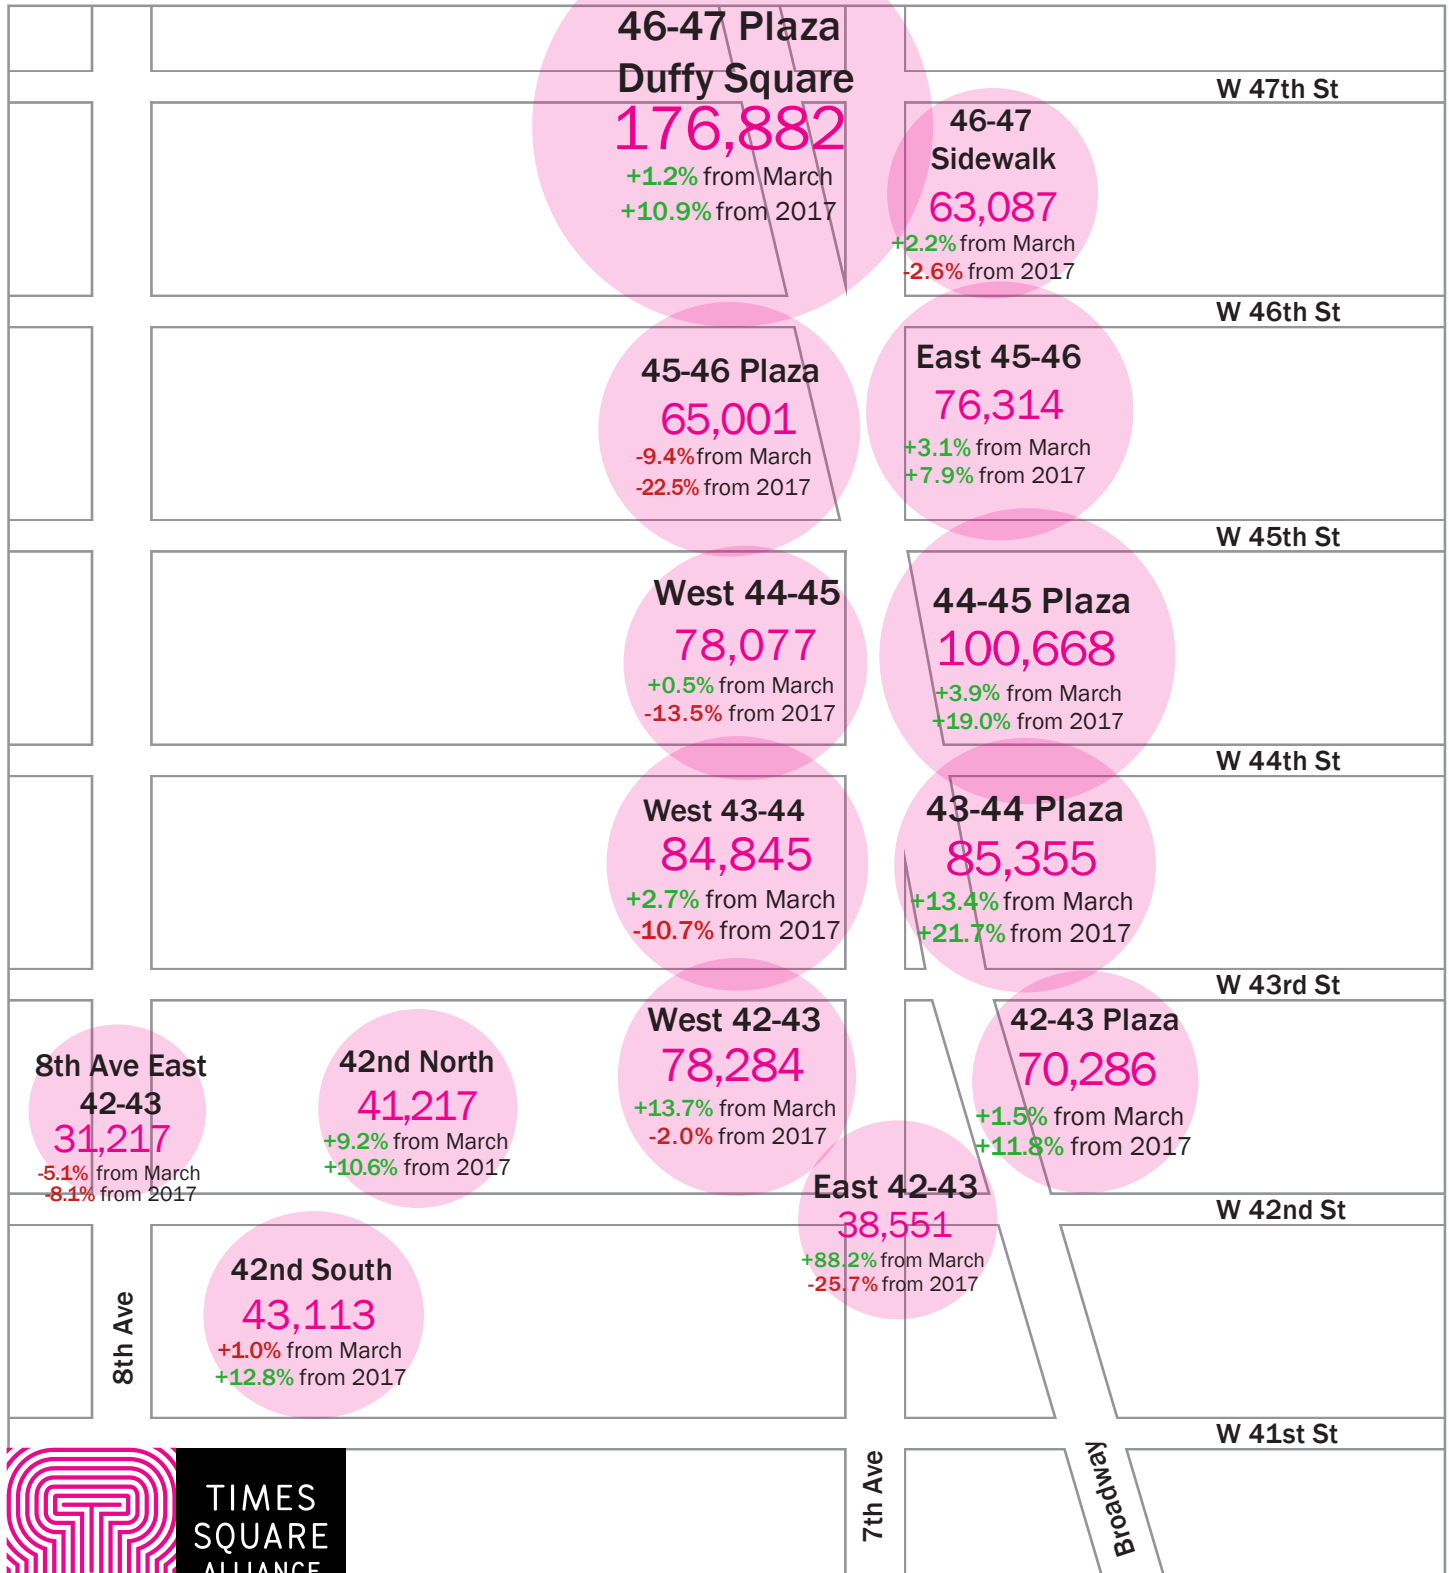 46-47 Plaza
Duffy Square
176,882
+1.2% from March
+10.9% from 2017
W 47th St
46-47
Sidewalk
63,087
+2.2% from March
-2.6% from 2017
W 46th St
45-46 Plaza
65,001
-9.4% from March
-22.5% from 2017
East 45-46
76,314
+3.1% from March
+7.9% from 2017
W 45th St
West 44-45
78,077
+0.5% from March
-13.5% from 2017
44-45 Plaza
100,668
+3.9% from March
+19.0% from 2017
W 44th St
West 43-44
84,845
+2.7% from March
-10.7% from 2017
43-44 Plaza
85,355
+13.4% from March
+21.7% from 2017
W 43rd St
8th Ave East
42-43
31,217
-5.1% from March
-8.1% from 2017
42nd North
41,217
+9.2% from March
+10.6% from 2017
West 42-43
78,284
+13.7% from March
-2.0% from 2017
42-43 Plaza
70,286
+1.5% from March
+11.8% from 2017
East 42-43
38,551
+88.2% from March
-25.7% from 2017
W 42nd St
42nd South
43,113
+1.0% from March
+12.8% from 2017
8th Ave
W 41st St
7th Ave
Broadway
TIMES
SQUARE
ALLIANCE